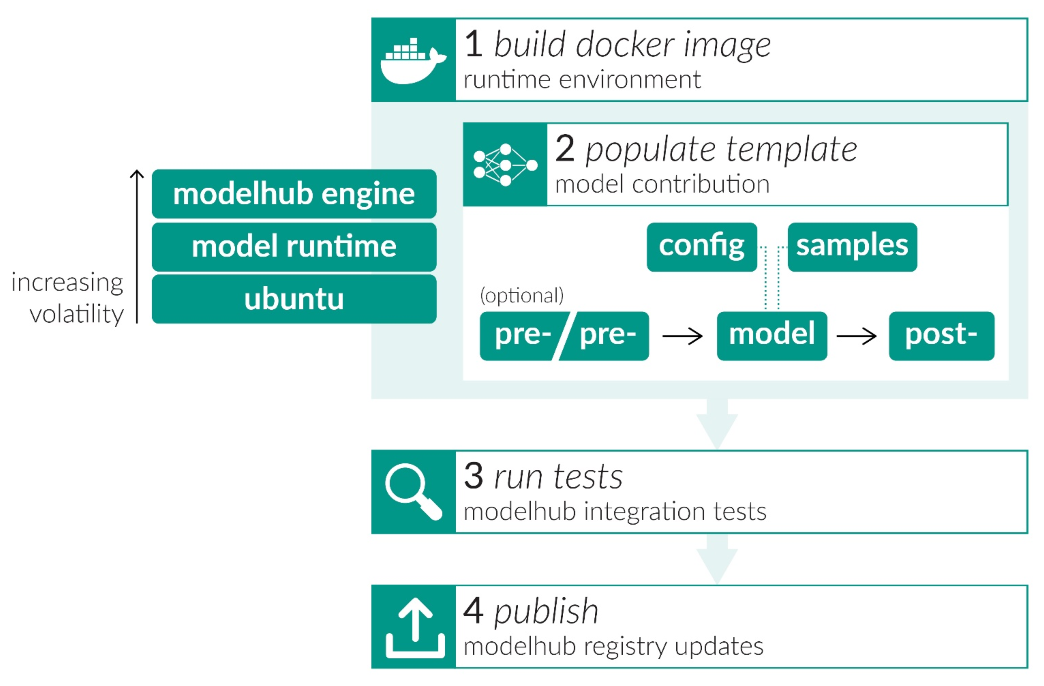 1 build docker image
runtime environment
2 populate template
model contribution
modelhub engine
model runtime
ubuntu
increasing
volatility
config
samples
(optional)
pre-/pre-
model
post-
3 run tests
modelhub integration tests
4 publish
modelhub registry updates